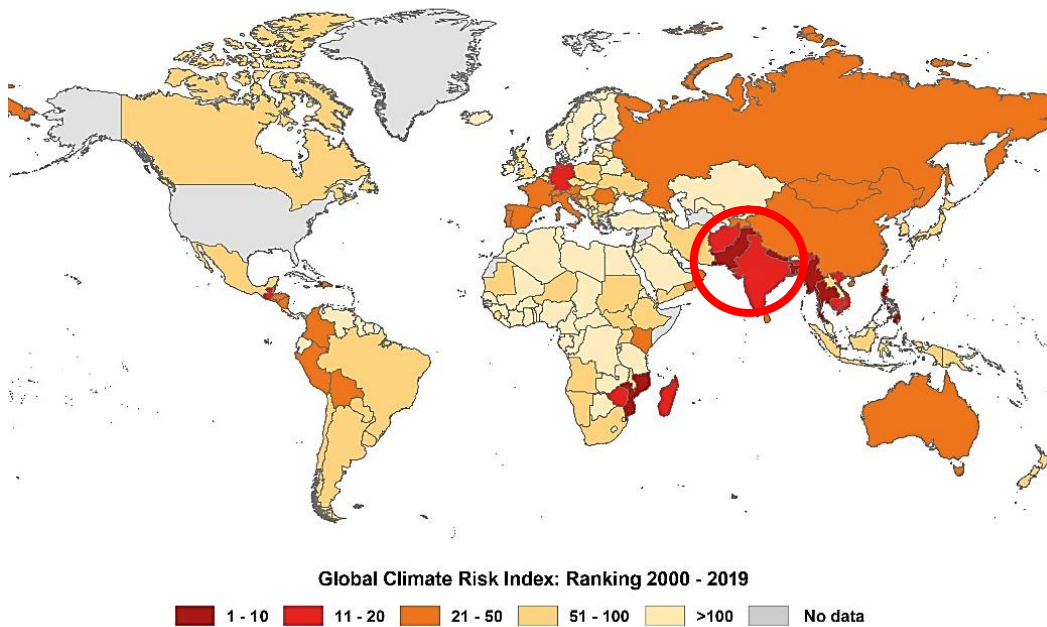 Global Climate Risk Index: Ranking 2000 - 2019
1 - 10 11 - 20 21 - 50 51 - 100 >100 No data